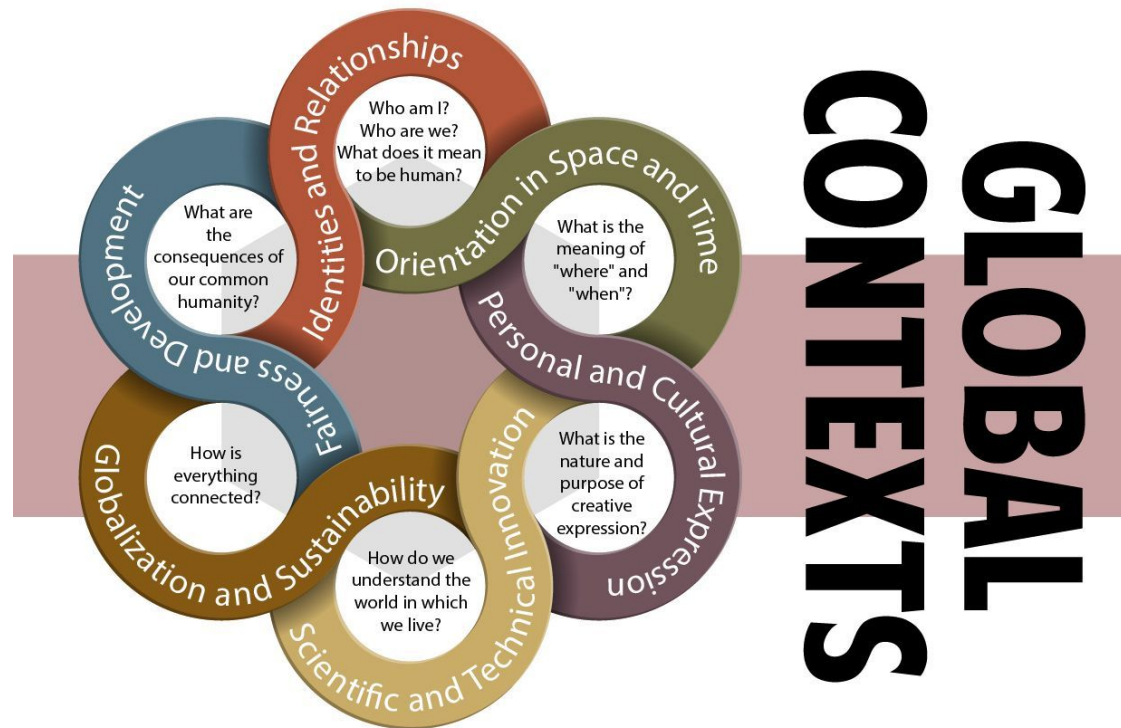 GLOBAL
CONTEXTS
Identities and Relationships
Who am I?
Who are we?
What does it mean
to be human?
Orientation in Space and Time
What is the
meaning of
"where" and
"when"?
Personal and Cultural Expression
What is the
nature and
purpose of
creative
expression?
Scientific and Technical Innovation
How do we
understand the
world in which
we live?
Globalization and Sustainability
How is
everything
connected?
Fairness and Development
What are
the
consequences of
our common
humanity?